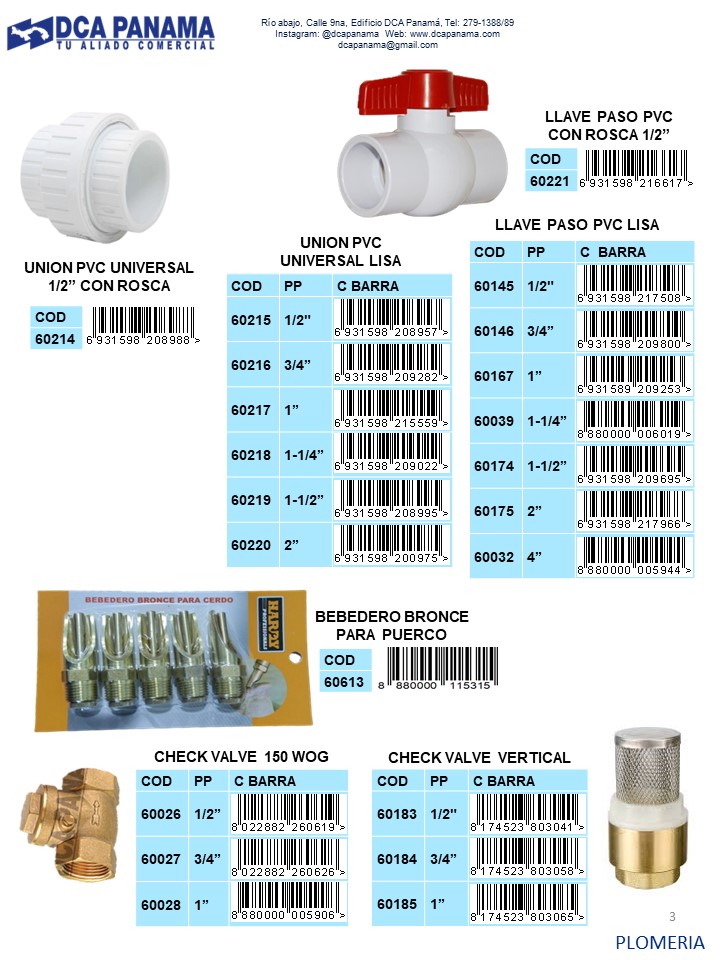 DCA PANAMA
TU ALIADO COMERCIAL
Río abajo, Calle 9na, Edificio DCA Panamá, Tel: 279-1388/89
Instagram: @dcapanama Web: www.dcapanama.com
dcapanama@gmail.com
LLAVE PASO PVC
CON ROSCA 1/2”
COD
60221 6 931598 216617 >
UNION PVC UNIVERSAL
1/2” CON ROSCA
COD
60214 6 931598 208988 >
UNION PVC
UNIVERSAL LISA
COD PP C BARRA
60215 1/2" 6 931598 208957 >
60216 3/4” 6 931598 209282 >
60217 1” 6 931598 215559 >
60218 1-1/4” 6 931598 209022 >
60219 1-1/2” 6 931598 208995 >
60220 2” 6 931598 200975 >
LLAVE PASO PVC LISA
COD PP C BARRA
60145 1/2" 6 931598 217508 >
60146 3/4” 6 931598 209800 >
60167 1” 6 931589 209253 >
60039 1-1/4” 8 880000 006019 >
60174 1-1/2” 6 931598 209695 >
60175 2” 6 931598 217966 >
60032 4” 8 880000 005944 >
BEBEDERO BRONCE PARA CERDO
HARDY
PROFESSIONAL
BEBEDERO BRONCE
PARA PUERCO
COD
60613 8 880000 115315
CHECK VALVE 150 WOG
COD PP C BARRA
60026 1/2” 8 022882 260619 >
60027 3/4” 8 022882 260626 >
60028 1” 8 880000 005906 >
CHECK VALVE VERTICAL
COD PP C BARRA
60183 1/2" 8 174523 803041 >
60184 3/4” 8 174523 803058 >
60185 1” 8 174523 803065 >
3
PLOMERIA